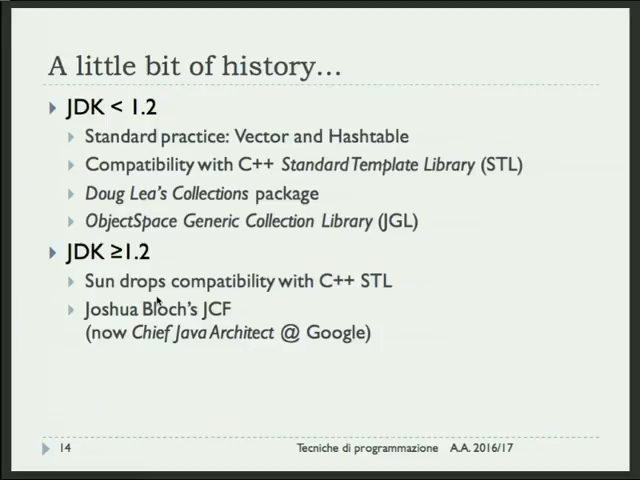 A little bit of history…
JDK < 1.2
Standard practice: Vector and Hashtable
Compatibility with C++ Standard Template Library (STL)
Doug Lea's Collections package
ObjectSpace Generic Collection Library (JGL)
JDK ≥1.2
Sun drops compatibility with C++ STL
Joshua Bloch's JCF
(now Chief Java Architect @ Google)
14 Tecniche di programmazione A.A. 2016/17